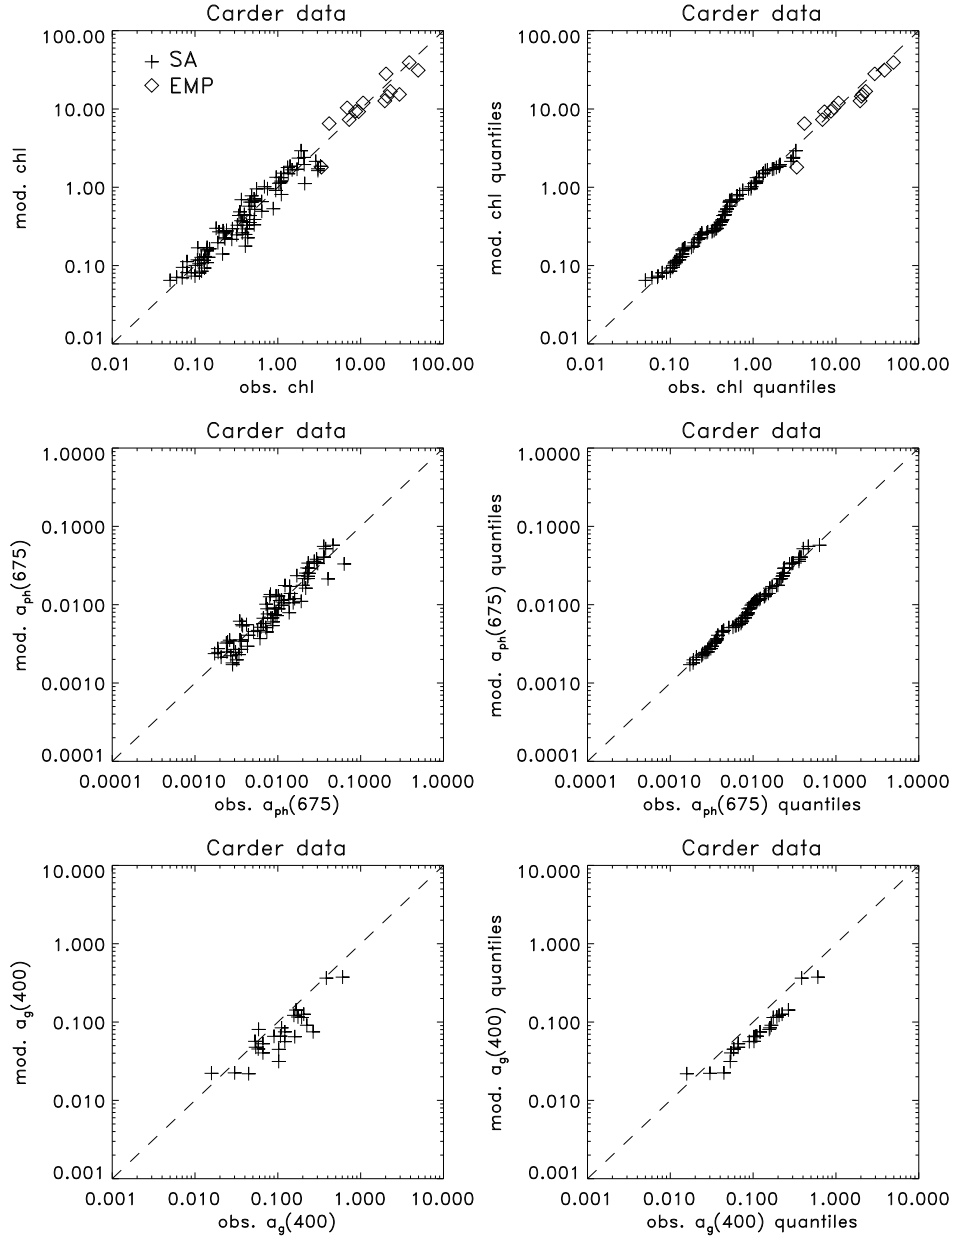 Carder data
100.00
10.00
1.00
0.10
0.01
mod. chl
+ SA
◇ EMP
0.01 0.10 1.00 10.00 100.00
obs. chl
Carder data
100.00
10.00
1.00
0.10
0.01
mod. chl quantiles
0.01 0.10 1.00 10.00 100.00
obs. chl quantiles
Carder data
1.0000
0.1000
0.0100
0.0010
0.0001
mod. aph(675)
0.0001 0.0010 0.0100 0.1000 1.0000
obs. aph(675)
Carder data
1.0000
0.1000
0.0100
0.0010
0.0001
mod. aph(675) quantiles
0.0001 0.0010 0.0100 0.1000 1.0000
obs. aph(675) quantiles
Carder data
10.000
1.000
0.100
0.010
0.001
mod. ag(400)
0.001 0.010 0.100 1.000 10.000
obs. ag(400)
Carder data
10.000
1.000
0.100
0.010
0.001
mod. ag(400) quantiles
0.001 0.010 0.100 1.000 10.000
obs. ag(400) quantiles